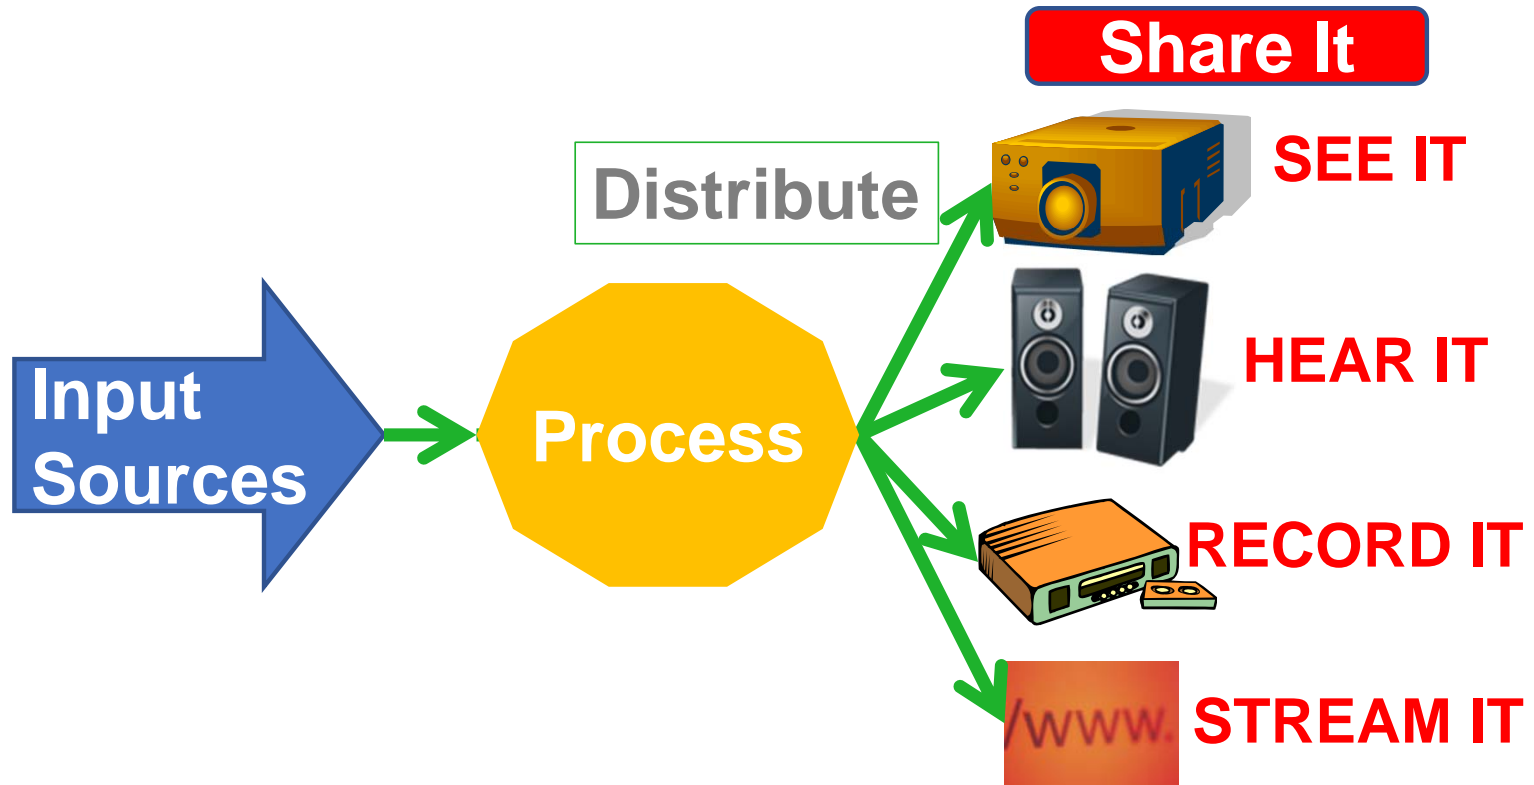 Share It
SEE IT
Distribute
HEAR IT
Input
Sources
Process
RECORD IT
/www.
STREAM IT